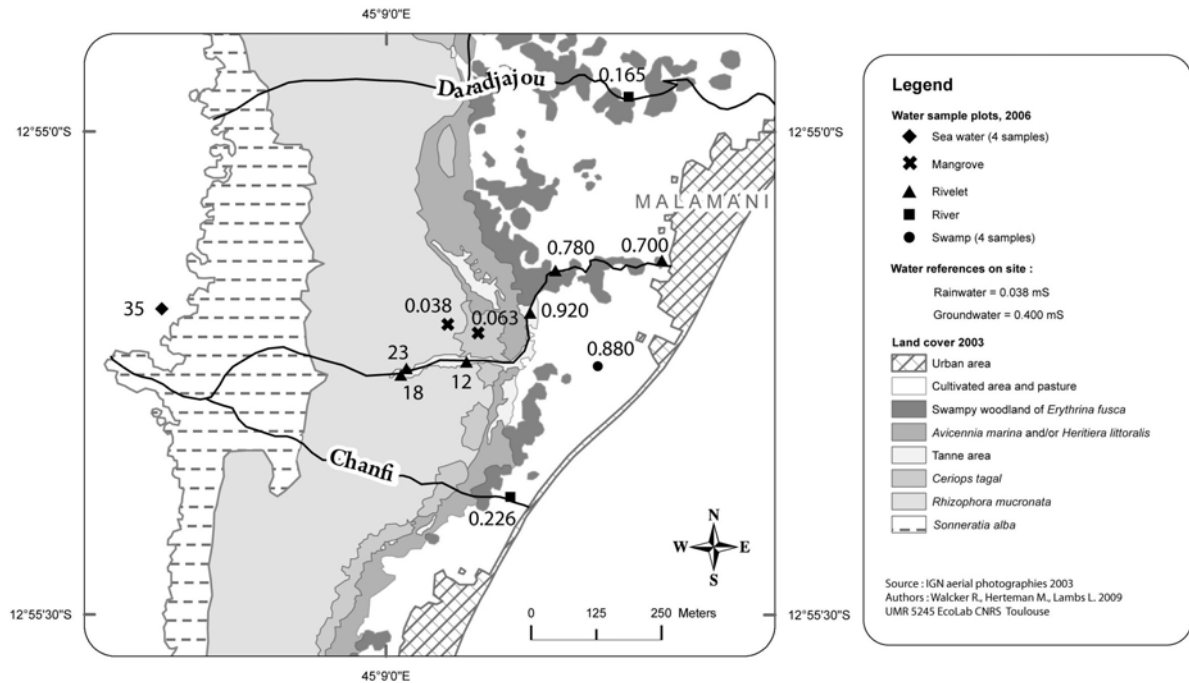 45°9'0"E
12°55'0"S
12°55'0"S
Daradjajou
0.165
MALAMANI
0.780
0.700
35
0.038
0.063
0.920
0.880
23
18
12
Chanfi
0.226
N
W E
S
0 125 250 Meters
12°55'30"S
12°55'30"S
45°9'0"E
Legend
Water sample plots, 2006
Sea water (4 samples)
Mangrove
Rivelet
River
Swamp (4 samples)
Water references on site :
Rainwater = 0.038 mS
Groundwater = 0.400 mS
Land cover 2003
Urban area
Cultivated area and pasture
Swampy woodland of Erythrina fusca
Avicennia marina and/or Heritiera littoralis
Tanne area
Ceriops tagal
Rhizophora mucronata
Sonneratia alba
Source : IGN aerial photographies 2003
Authors : Walcker R., Herteman M., Lambs L. 2009
UMR 5245 EcoLab CNRS Toulouse